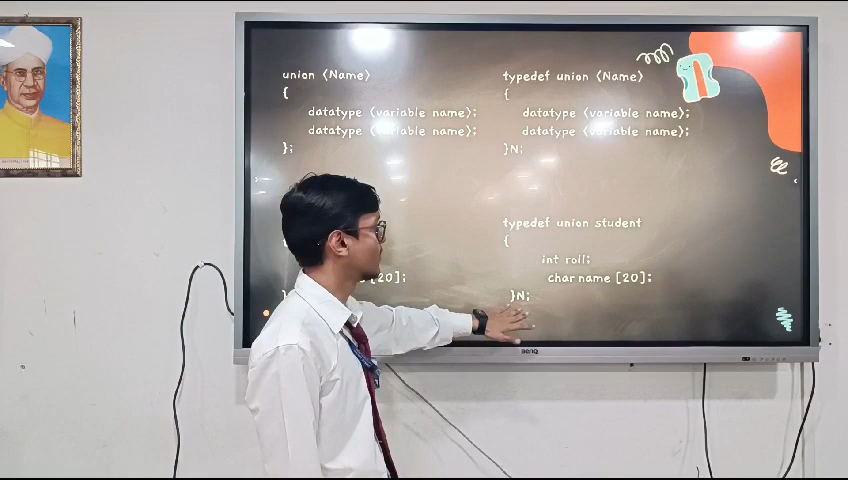 union <Name>
{
datatype <variable name>;
datatype <variable name>;
};
typedef union <Name>
{
datatype <variable name>;
datatype <variable name>;
}N;
[20];
}
typedef union student
{
int roll;
char name [20];
}N;
BenQ